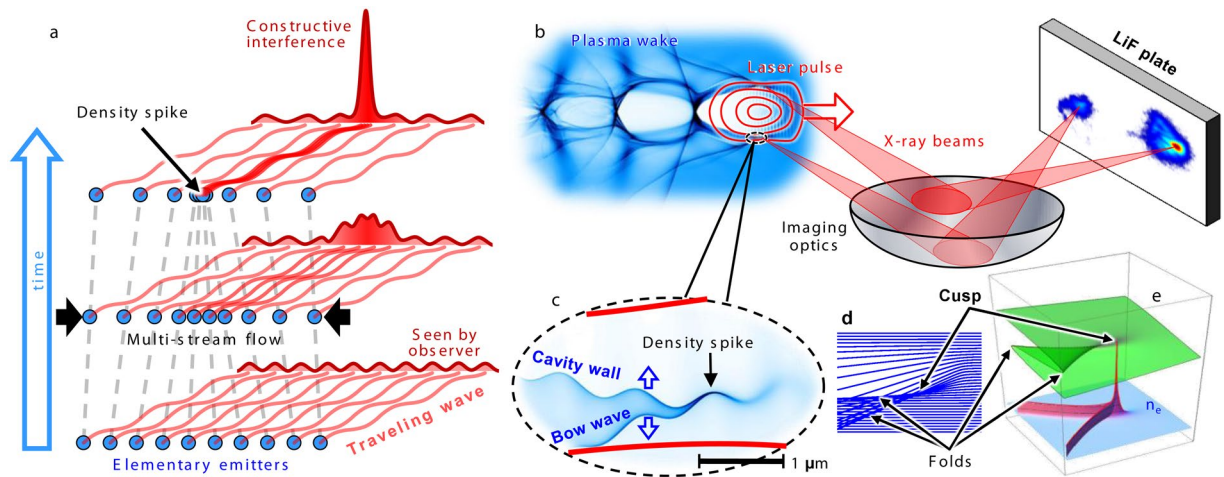 a
Constructive
interference
Density spike
time
Multi-stream flow
Seen by
observer
Traveling wave
Elementary emitters
b
Plasma wake
Laser pulse
X-ray beams
LiF plate
Imaging
optics
c
Cavity wall
Density spike
Bow wave
1 μm
d
Cusp
Folds
e
nₑ